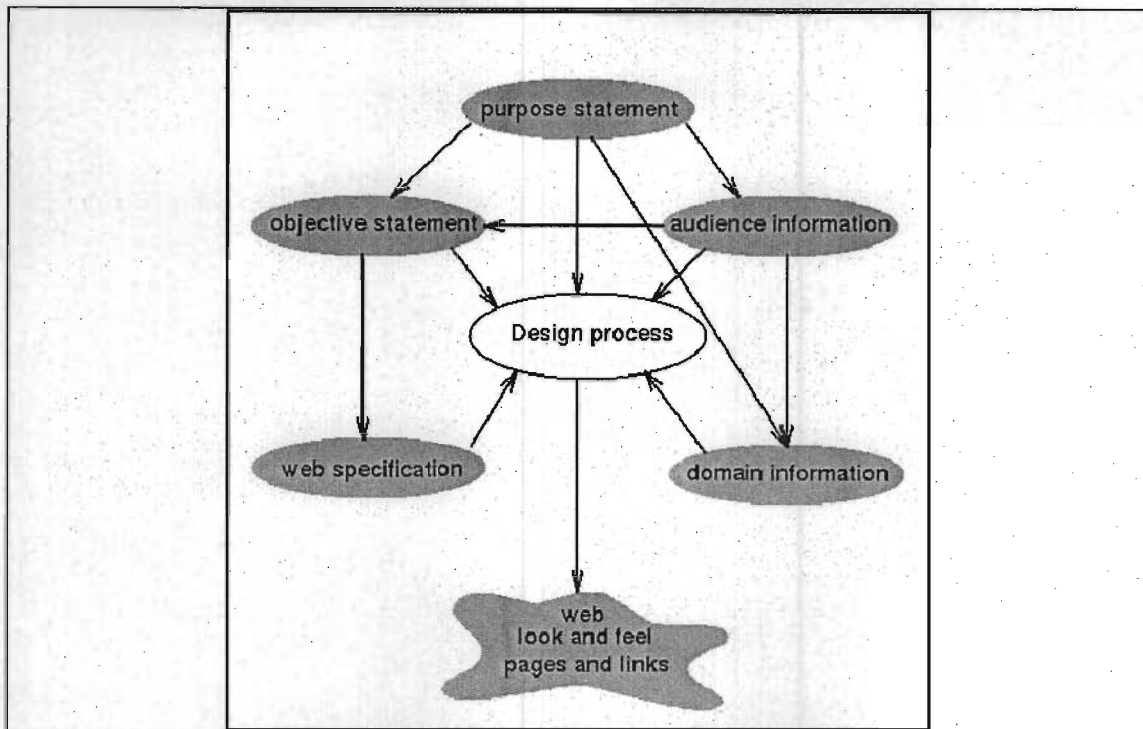 purpose statement
objective statement
audience information
Design process
web specification
domain information
web
look and feel
pages and links